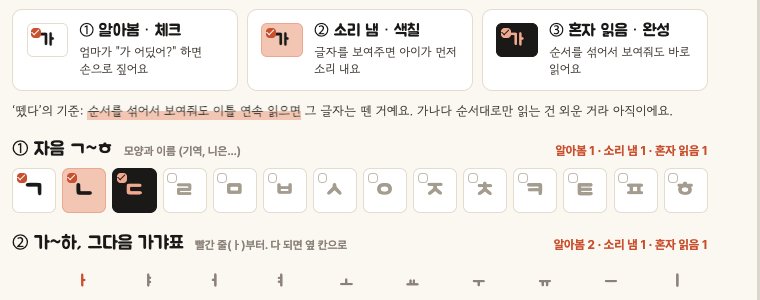 가 ① 알아봄 · 체크
엄마가 "가 어딨어?" 하면
손으로 짚어요
가 ② 소리 냄 · 색칠
글자를 보여주면 아이가 먼저
소리 내요
가 ③ 혼자 읽음 · 완성
순서를 섞어서 보여줘도 바로
읽어요
‘뗐다’의 기준: 순서를 섞어서 보여줘도 이틀 연속 읽으면 그 글자는 뗀 거예요. 가나다 순서대로만 읽는 건 외운 거라 아직이에요.
① 자음 ㄱ~ㅎ 모양과 이름 (기역, 니은...) 알아봄 1 · 소리 냄 1 · 혼자 읽음 1
ㄱ ㄴ ㄷ ㄹ ㅁ ㅂ ㅅ ㅇ ㅈ ㅊ ㅋ ㅌ ㅍ ㅎ
② 가~하, 그다음 가갸표 빨간 줄(ㅏ)부터. 다 되면 옆 칸으로 알아봄 2 · 소리 냄 1 · 혼자 읽음 1
ㅏ ㅑ ㅓ ㅕ ㅗ ㅛ ㅜ ㅠ ㅡ ㅣ